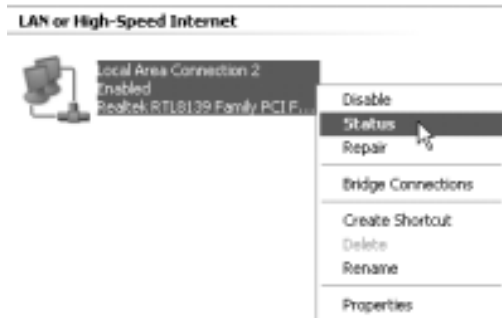 LAN or High-Speed Internet
Local Area Connection 2
Enabled
Realtek RTL8139 Family PCI F...
Disable
Status
Repair
Bridge Connections
Create Shortcut
Delete
Rename
Properties